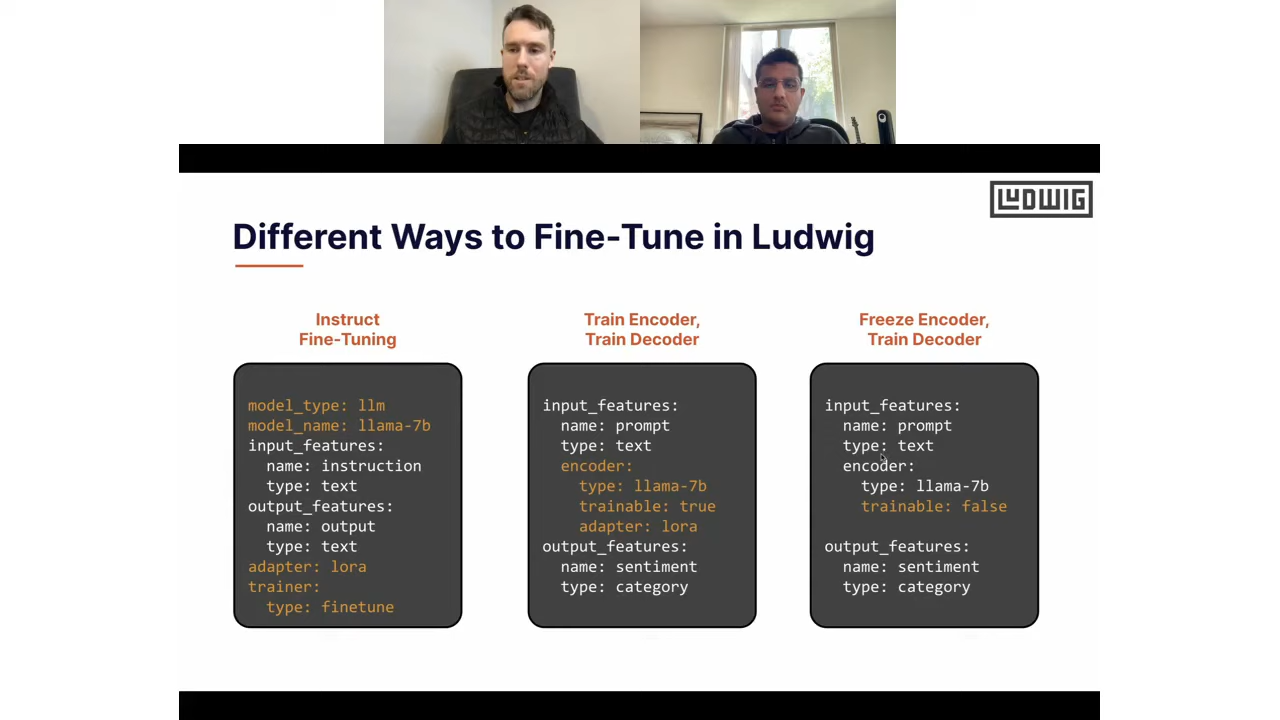 LUDWIG
Different Ways to Fine-Tune in Ludwig
Instruct
Fine-Tuning
model_type: llm
model_name: llama-7b
input_features:
  name: instruction
  type: text
output_features:
  name: output
  type: text
adapter: lora
trainer:
  type: finetune
Train Encoder,
Train Decoder
input_features:
  name: prompt
  type: text
  encoder:
    type: llama-7b
    trainable: true
    adapter: lora
output_features:
  name: sentiment
  type: category
Freeze Encoder,
Train Decoder
input_features:
  name: prompt
  type: text
  encoder:
    type: llama-7b
    trainable: false
output_features:
  name: sentiment
  type: category